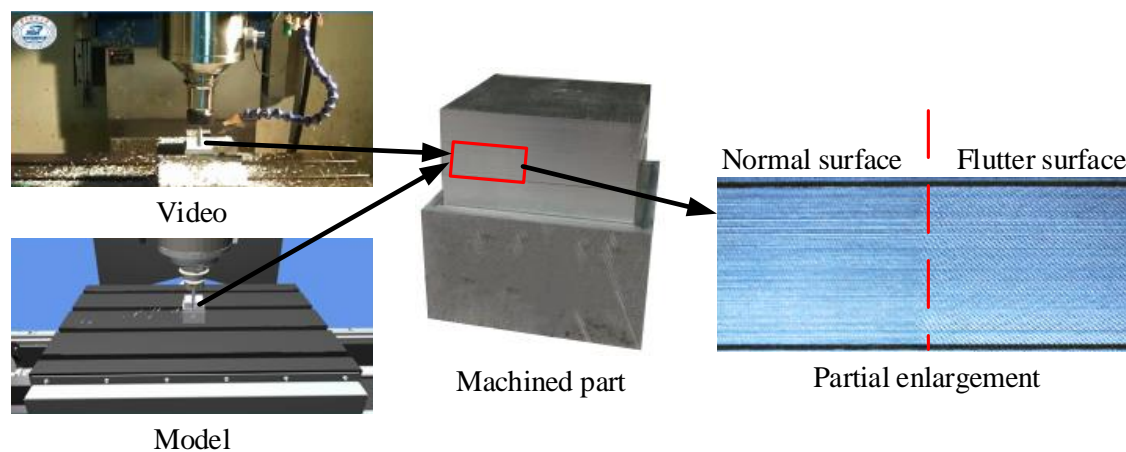 Video
Model
Machined part
Normal surface
Flutter surface
Partial enlargement